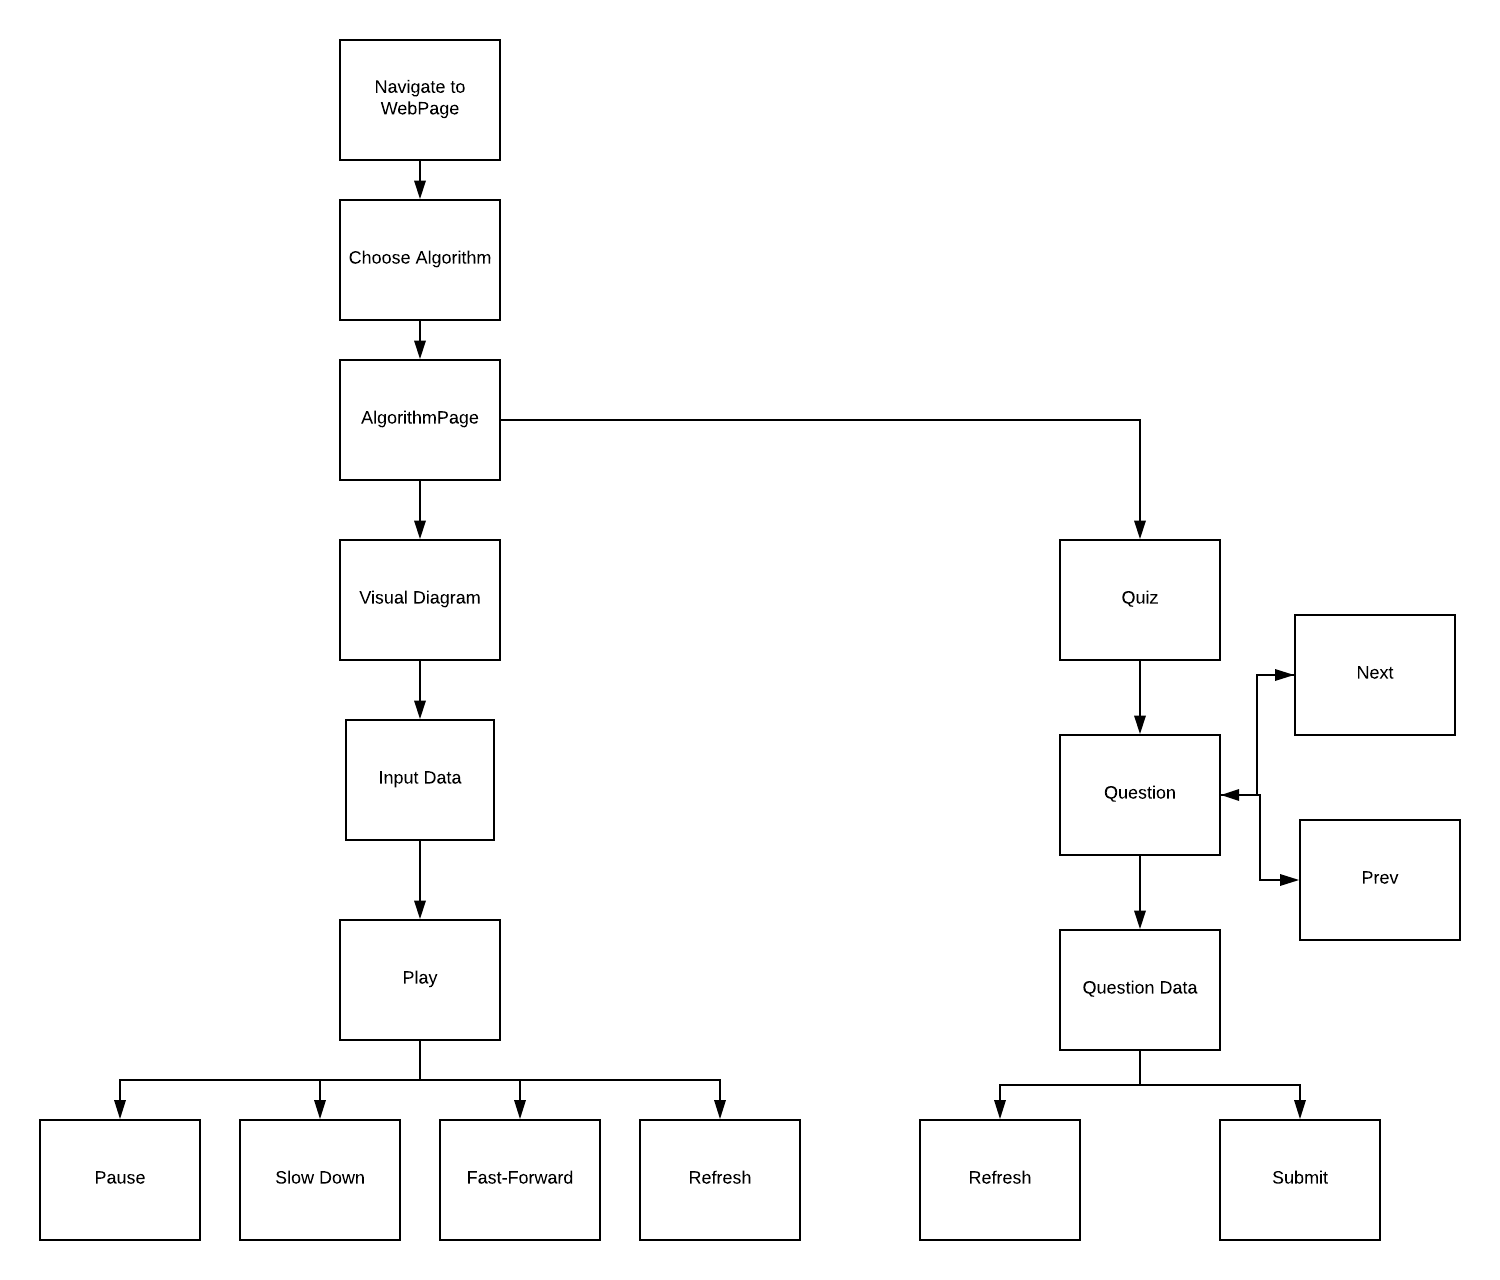 Navigate to
WebPage
Choose Algorithm
AlgorithmPage
Visual Diagram
Quiz
Next
Input Data
Question
Prev
Play
Question Data
Pause
Slow Down
Fast-Forward
Refresh
Refresh
Submit